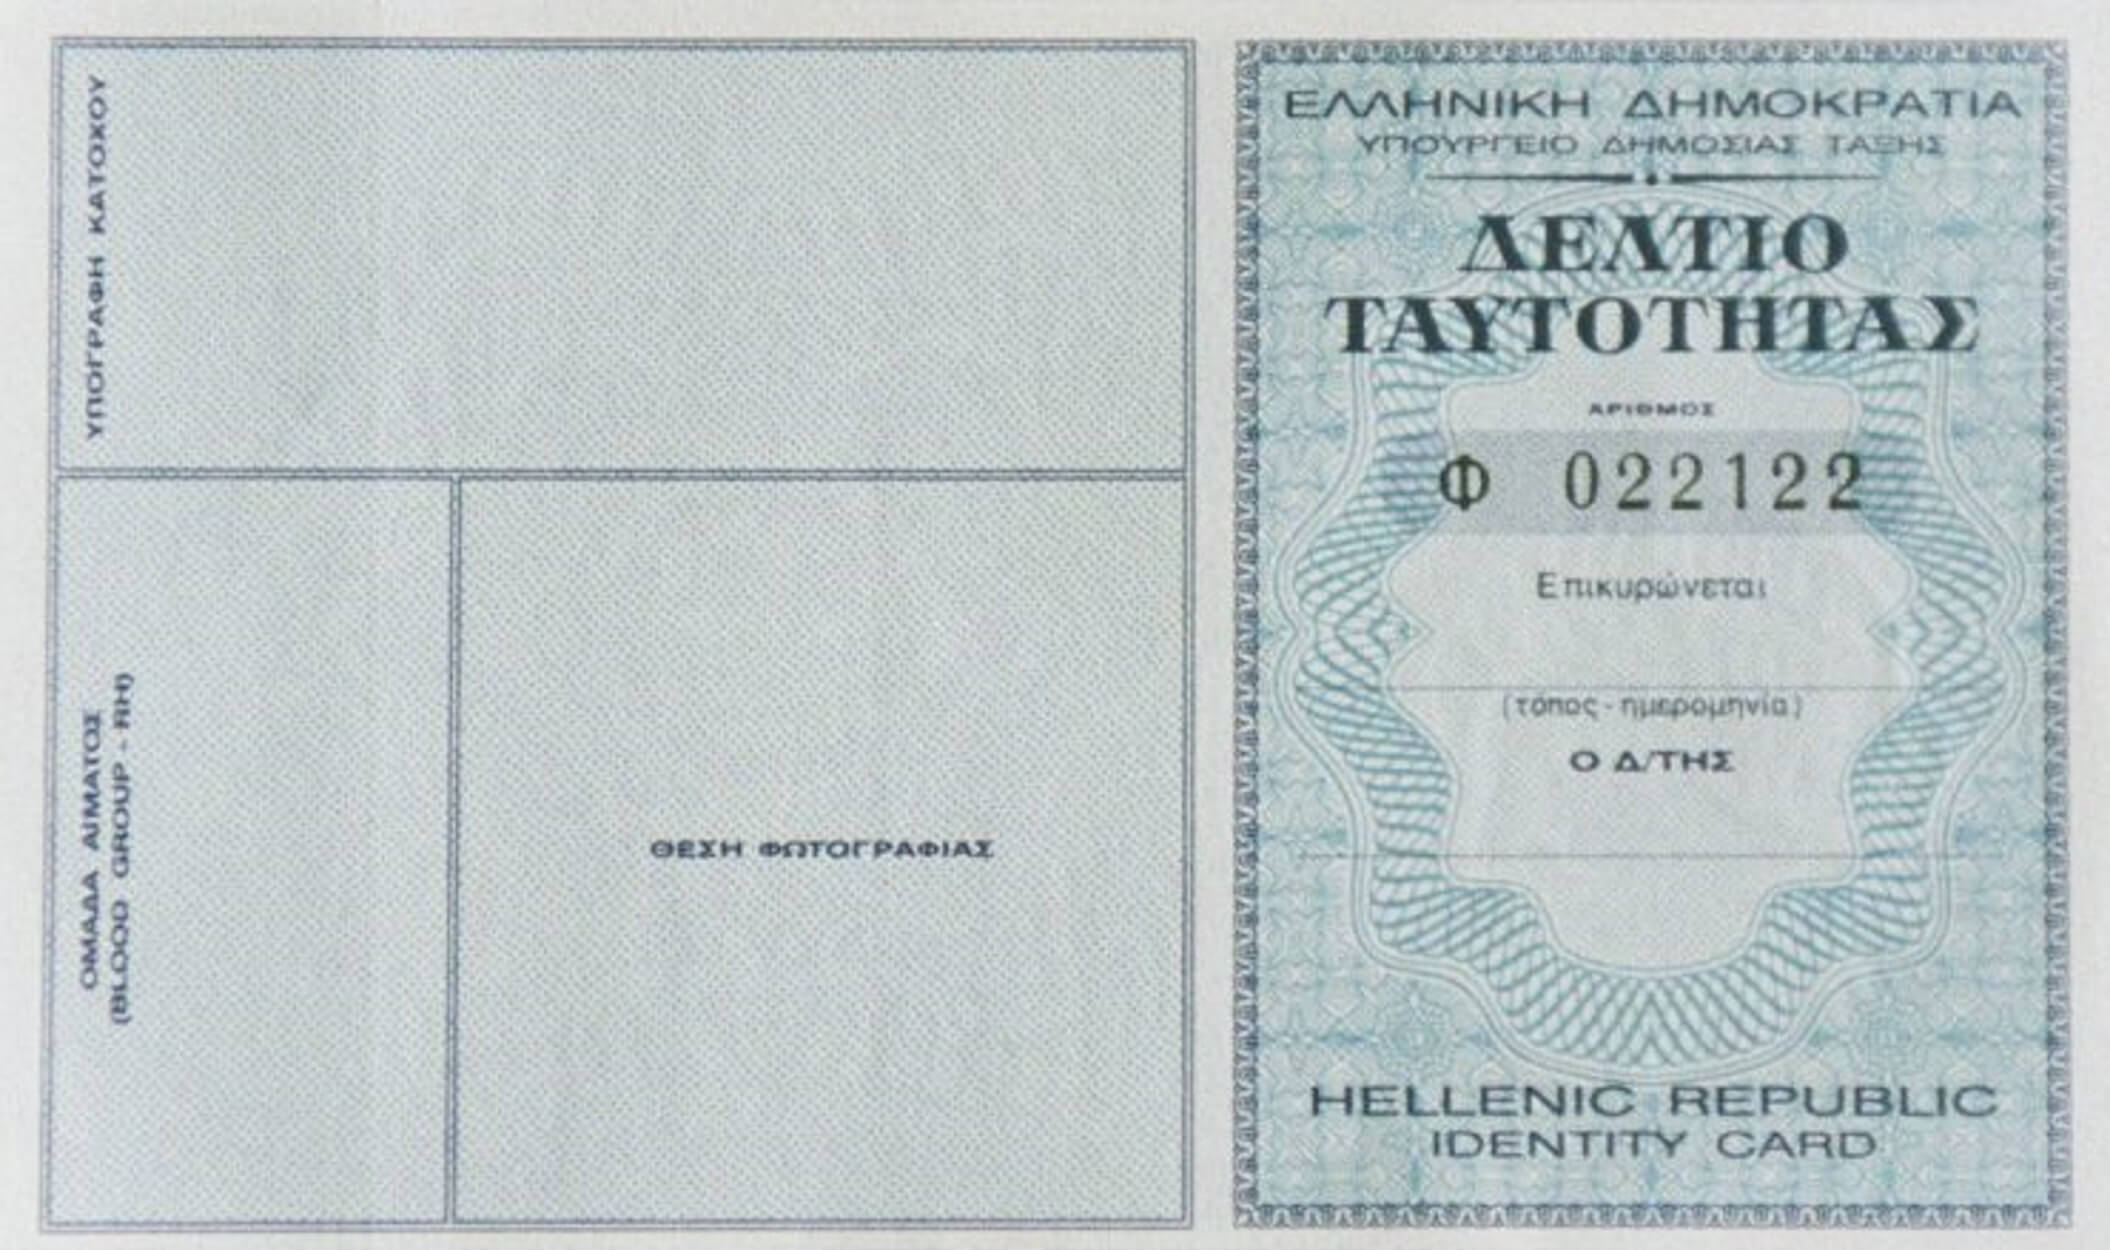 ΥΠΟΓΡΑΦΗ ΚΑΤΟΧΟΥ
ΟΜΑΔΑ ΑΙΜΑΤΟΣ
(BLOOD GROUP - RH)
ΘΕΣΗ ΦΩΤΟΓΡΑΦΙΑΣ
ΕΛΛΗΝΙΚΗ ΔΗΜΟΚΡΑΤΙΑ
ΥΠΟΥΡΓΕΙΟ ΔΗΜΟΣΙΑΣ ΤΑΞΗΣ
ΔΕΛΤΙΟ
ΤΑΥΤΟΤΗΤΑΣ
ΑΡΙΘΜΟΣ
Φ 022122
Επικυρώνεται
(τόπος - ημερομηνία)
Ο Δ/ΤΗΣ
HELLENIC REPUBLIC
IDENTITY CARD